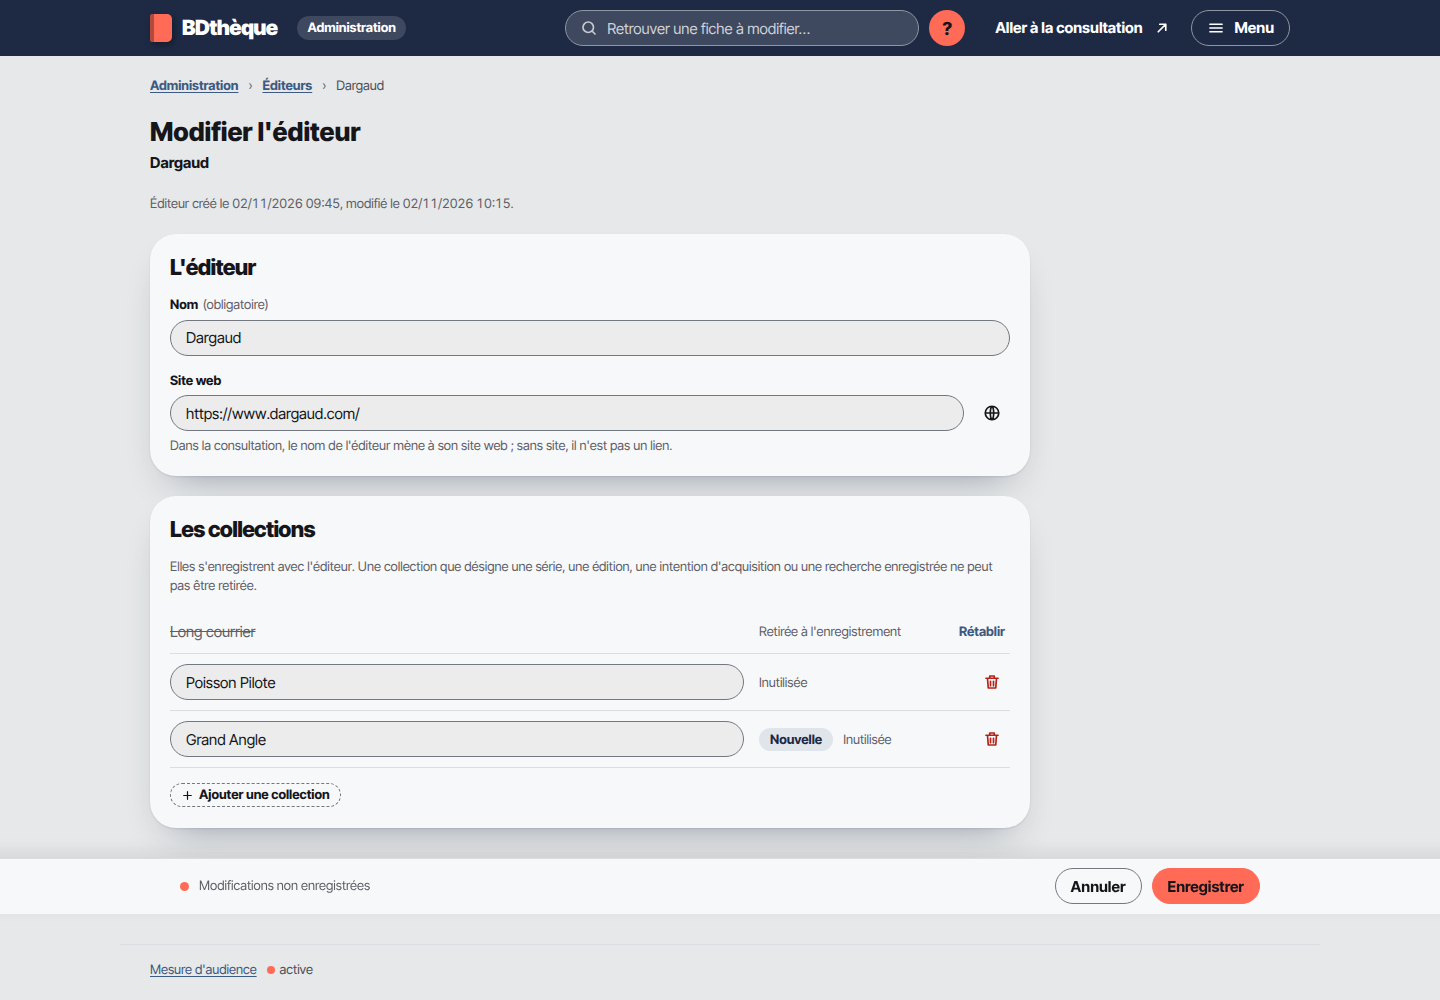 BDthèque
Administration
Retrouver une fiche à modifier...
?
Aller à la consultation
Menu
Administration › Éditeurs › Dargaud
Modifier l'éditeur
Dargaud
Éditeur créé le 02/11/2026 09:45, modifié le 02/11/2026 10:15.
L'éditeur
Nom (obligatoire)
Dargaud
Site web
https://www.dargaud.com/
Dans la consultation, le nom de l'éditeur mène à son site web ; sans site, il n'est pas un lien.
Les collections
Elles s'enregistrent avec l'éditeur. Une collection que désigne une série, une édition, une intention d'acquisition ou une recherche enregistrée ne peut
pas être retirée.
Long courrier
Retirée à l'enregistrement
Rétablir
Poisson Pilote
Inutilisée
Grand Angle
Nouvelle
Inutilisée
Ajouter une collection
Modifications non enregistrées
Annuler
Enregistrer
Mesure d'audience
active